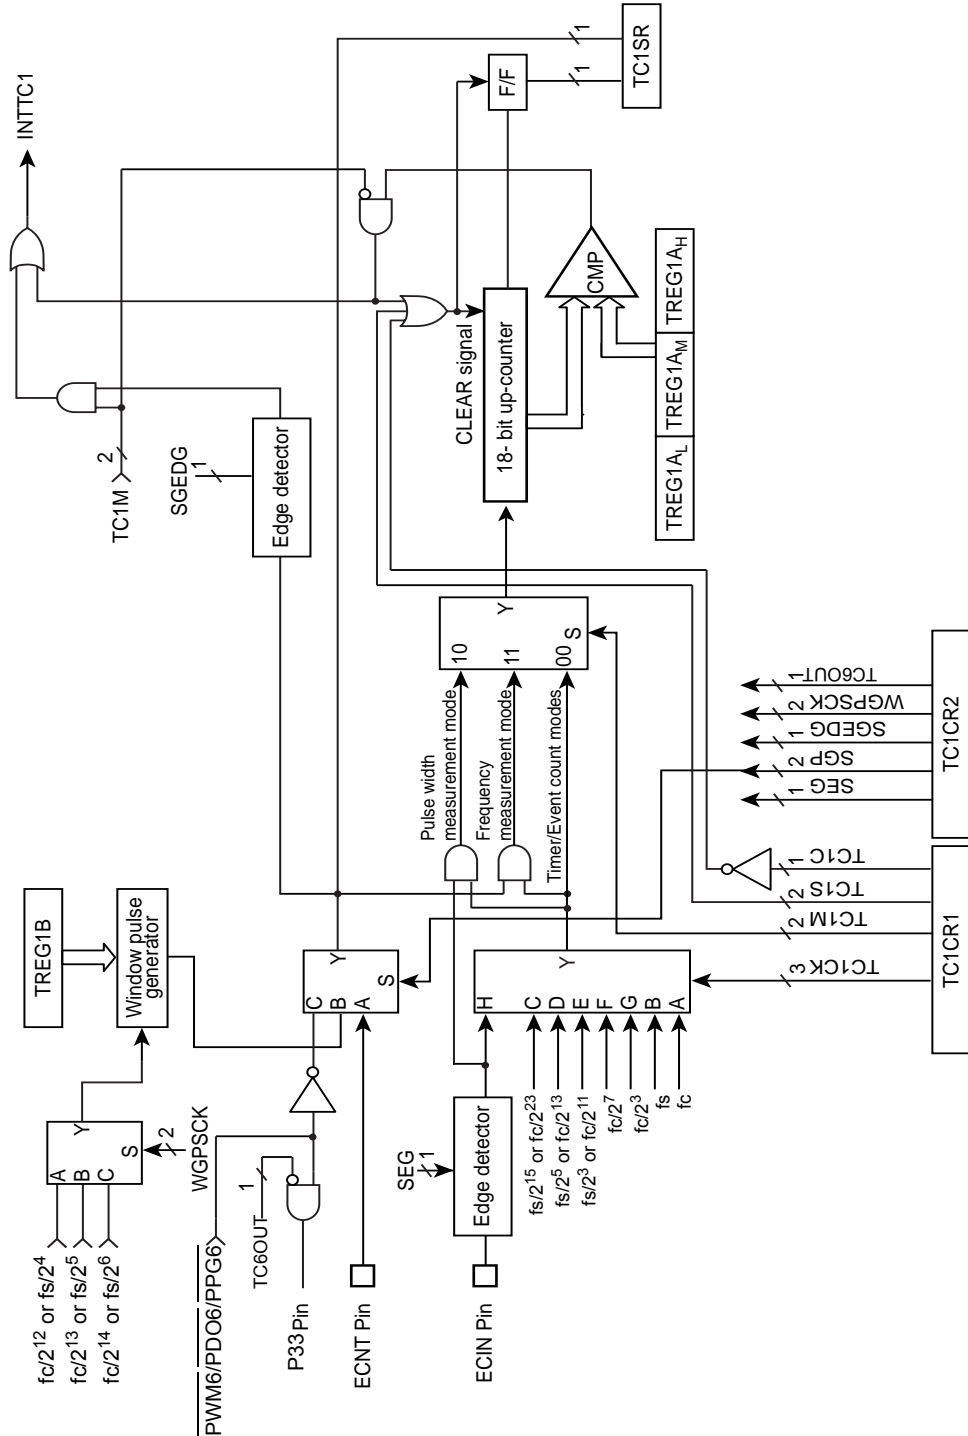 fc/2^12 or fs/2^4
fc/2^13 or fs/2^5
fc/2^14 or fs/2^6
A
B
C
Y
S
2
WGPSCK
TREG1B
Window pulse
generator
PWM6/PDO6/PPG6
TC6OUT
1
P33 Pin
ECNT Pin
C
B
A
Y
S
ECIN Pin
Edge detector
SEG
1
fs/2^15 or fc/2^23
fs/2^5 or fc/2^13
fs/2^3 or fc/2^11
fc/2^7
fc/2^3
fs
fc
H
C
D
E
F
G
B
A
Y
Pulse width
measurement mode
Frequency
measurement mode
Timer/Event count modes
10
11
00
Y
S
TC1M
2
SGEDG
1
Edge detector
INTTC1
CLEAR signal
18- bit up-counter
CMP
F/F
1
1
TC1SR
TREG1A_L
TREG1A_M
TREG1A_H
3
TC1CK
2
TC1M
2
TC1S
1
TC1C
TC1CR1
1
SEG
2
SGP
1
SGEDG
2
WGPSCK
1
TC6OUT
TC1CR2